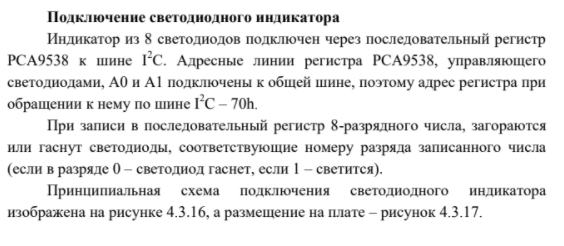 Подключение светодиодного индикатора
Индикатор из 8 светодиодов подключен через последовательный регистр
PCA9538 к шине I²C. Адресные линии регистра PCA9538, управляющего
светодиодами, A0 и A1 подключены к общей шине, поэтому адрес регистра при
обращении к нему по шине I²C – 70h.
При записи в последовательный регистр 8-разрядного числа, загораются
или гаснут светодиоды, соответствующие номеру разряда записанного числа
(если в разряде 0 – светодиод гаснет, если 1 – светится).
Принципиальная схема подключения светодиодного индикатора
изображена на рисунке 4.3.16, а размещение на плате – рисунок 4.3.17.